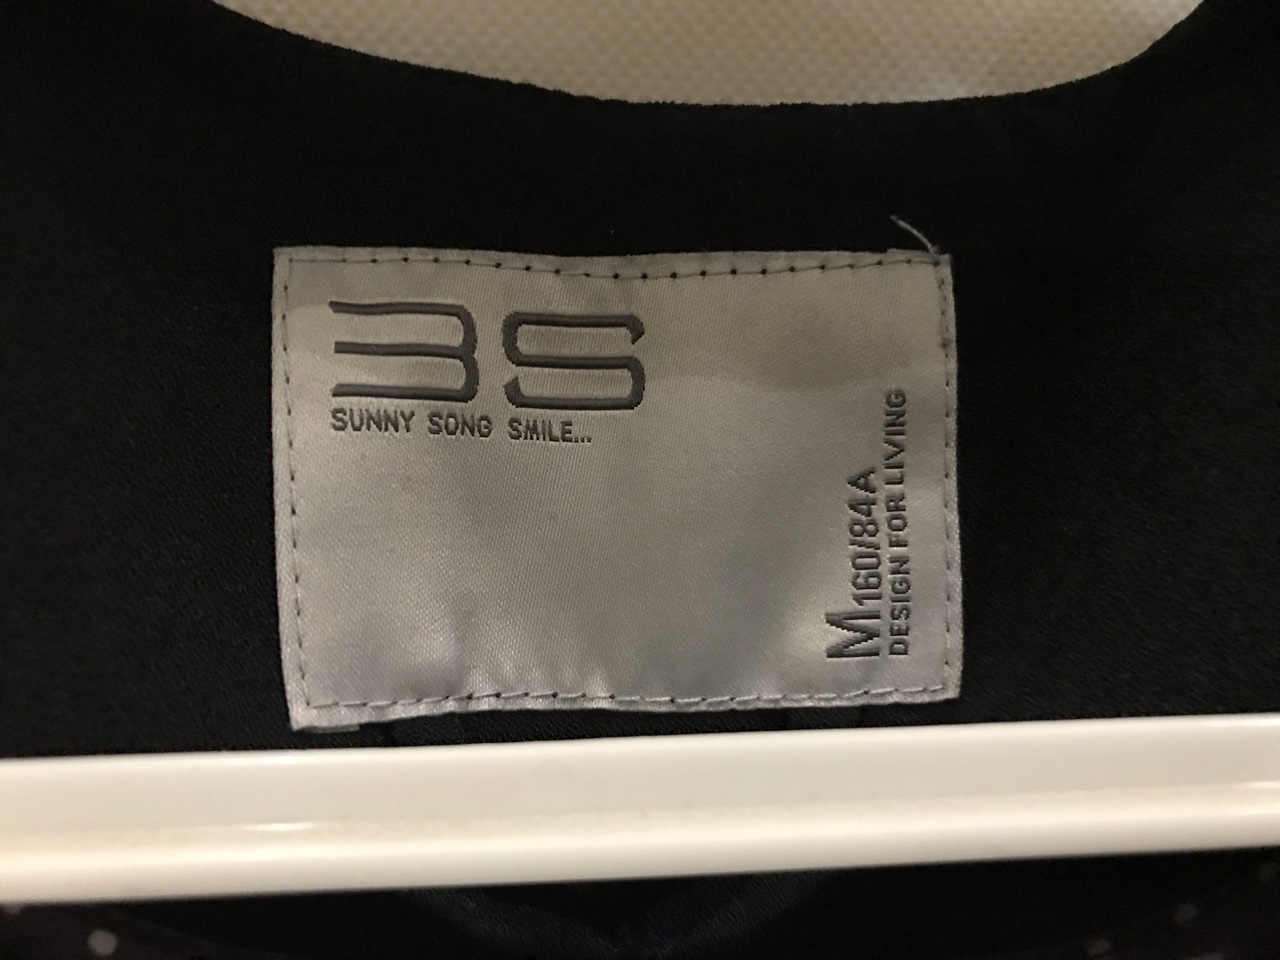 3S
SUNNY SONG SMILE...
M160/84A
DESIGN FOR LIVING